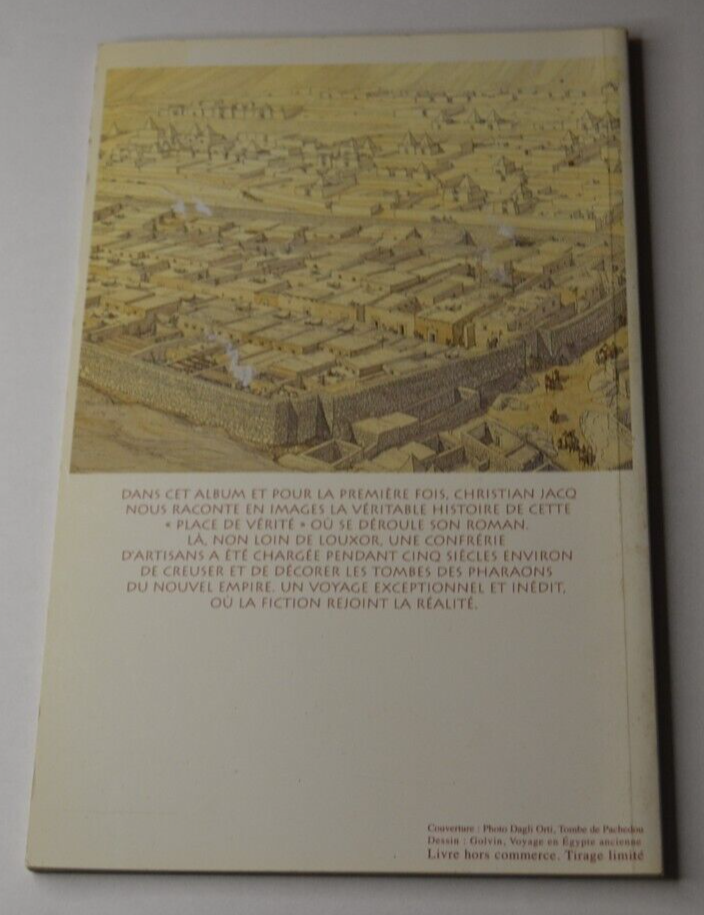 DANS CET ALBUM ET POUR LA PREMIÈRE FOIS, CHRISTIAN JACQ
NOUS RACONTE EN IMAGES LA VÉRITABLE HISTOIRE DE CETTE
« PLACE DE VÉRITÉ » OÙ SE DÉROULE SON ROMAN.
LÀ, NON LOIN DE LOUXOR, UNE CONFRÉRIE
D'ARTISANS A ÉTÉ CHARGÉE PENDANT CINQ SIÈCLES ENVIRON
DE CREUSER ET DE DÉCORER LES TOMBES DES PHARAONS
DU NOUVEL EMPIRE. UN VOYAGE EXCEPTIONNEL ET INÉDIT,
OÙ LA FICTION REJOINT LA RÉALITÉ.
Couverture : Photo Dagli Orti, Tombe de Pachedou
Dessin : Golvin, Voyage en Égypte ancienne
Livre hors commerce. Tirage limité